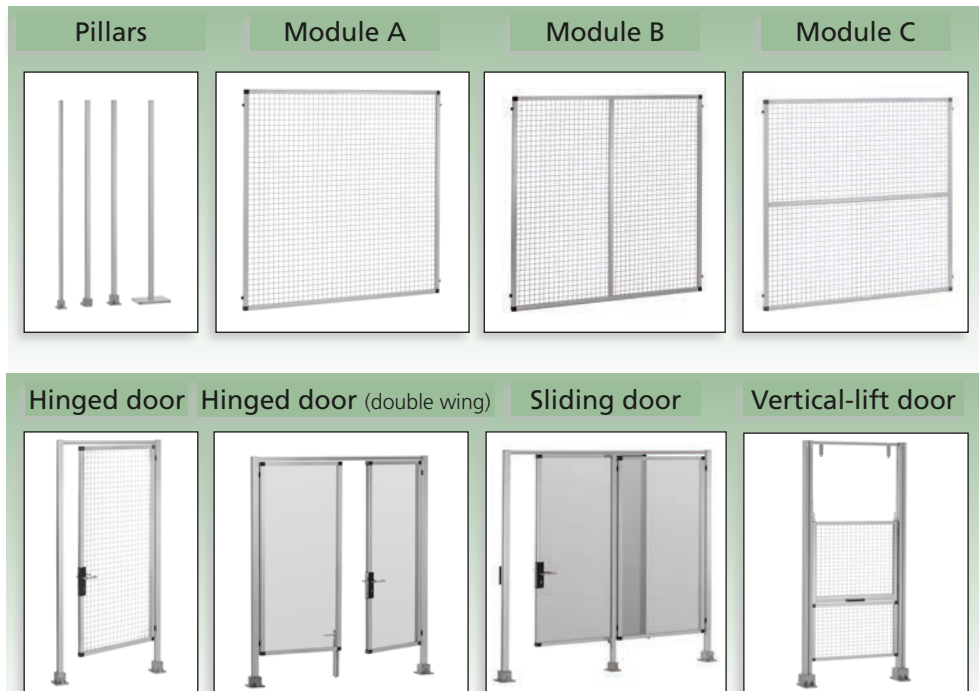 Pillars
Module A
Module B
Module C
Hinged door
Hinged door (double wing)
Sliding door
Vertical-lift door